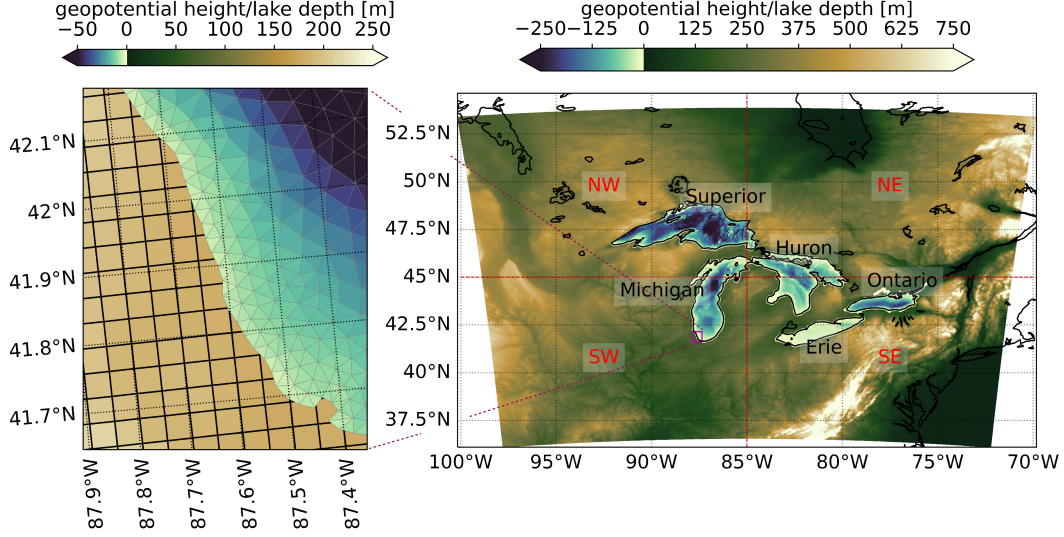 geopotential height/lake depth [m]
−50 0 50 100 150 200 250
42.1°N
42°N
41.9°N
41.8°N
41.7°N
87.9°W 87.8°W 87.7°W 87.6°W 87.5°W 87.4°W
geopotential height/lake depth [m]
−250 −125 0 125 250 375 500 625 750
52.5°N
50°N
47.5°N
45°N
42.5°N
40°N
37.5°N
NW
NE
Superior
Huron
Michigan
Ontario
SW
Erie
SE
100°W 95°W 90°W 85°W 80°W 75°W 70°W